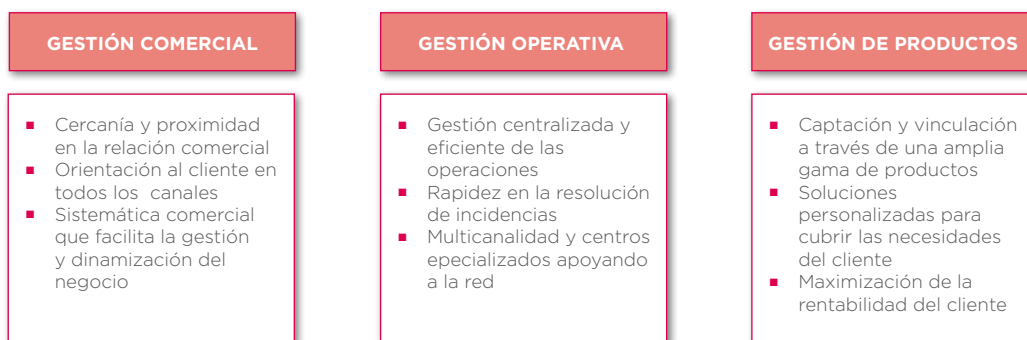 GESTIÓN COMERCIAL
Cercanía y proximidad
en la relación comercial
Orientación al cliente en
todos los canales
Sistemática comercial
que facilita la gestión
y dinamización del
negocio
GESTIÓN OPERATIVA
Gestión centralizada y
eficiente de las
operaciones
Rapidez en la resolución
de incidencias
Multicanalidad y centros
epecializados apoyando
a la red
GESTIÓN DE PRODUCTOS
Captación y vinculación
a través de una amplia
gama de productos
Soluciones
personalizadas para
cubrir las necesidades
del cliente
Maximización de la
rentabilidad del cliente